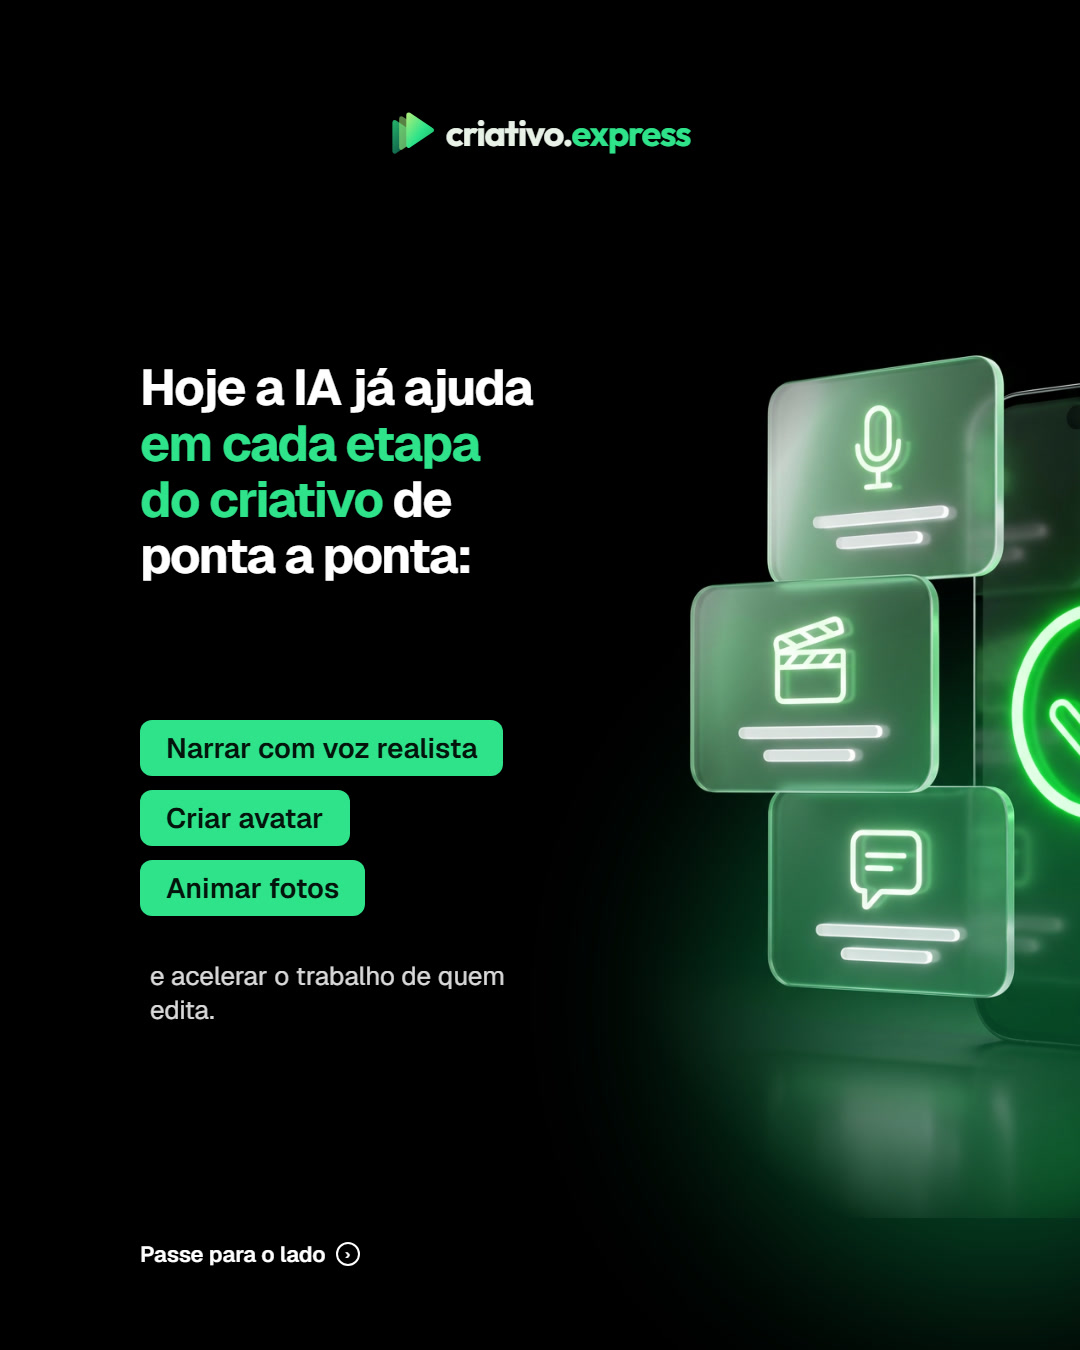 criativo.express
Hoje a IA já ajuda
em cada etapa
do criativo de
ponta a ponta:
Narrar com voz realista
Criar avatar
Animar fotos
e acelerar o trabalho de quem
edita.
Passe para o lado